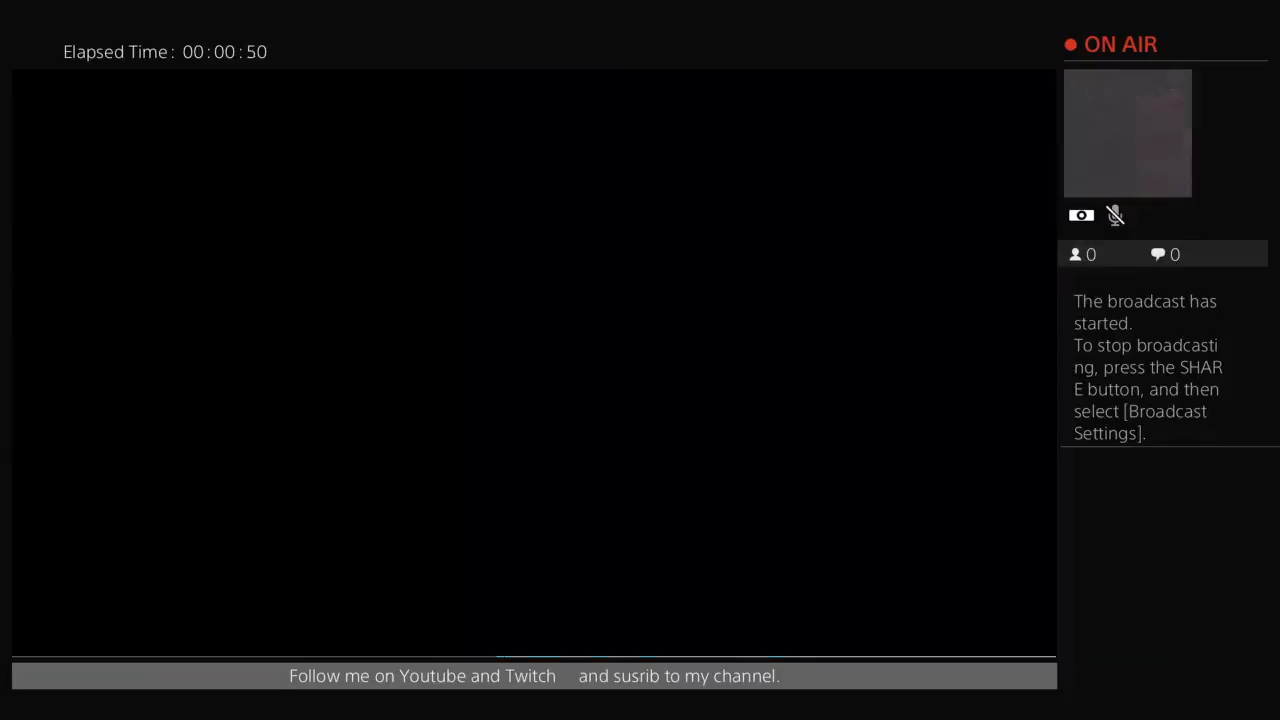 Elapsed Time: 00:00:50
ON AIR
0 0
The broadcast has
started.
To stop broadcasti
ng, press the SHAR
E button, and then
select [Broadcast
Settings].
Follow me on Youtube and Twitch and susrib to my channel.